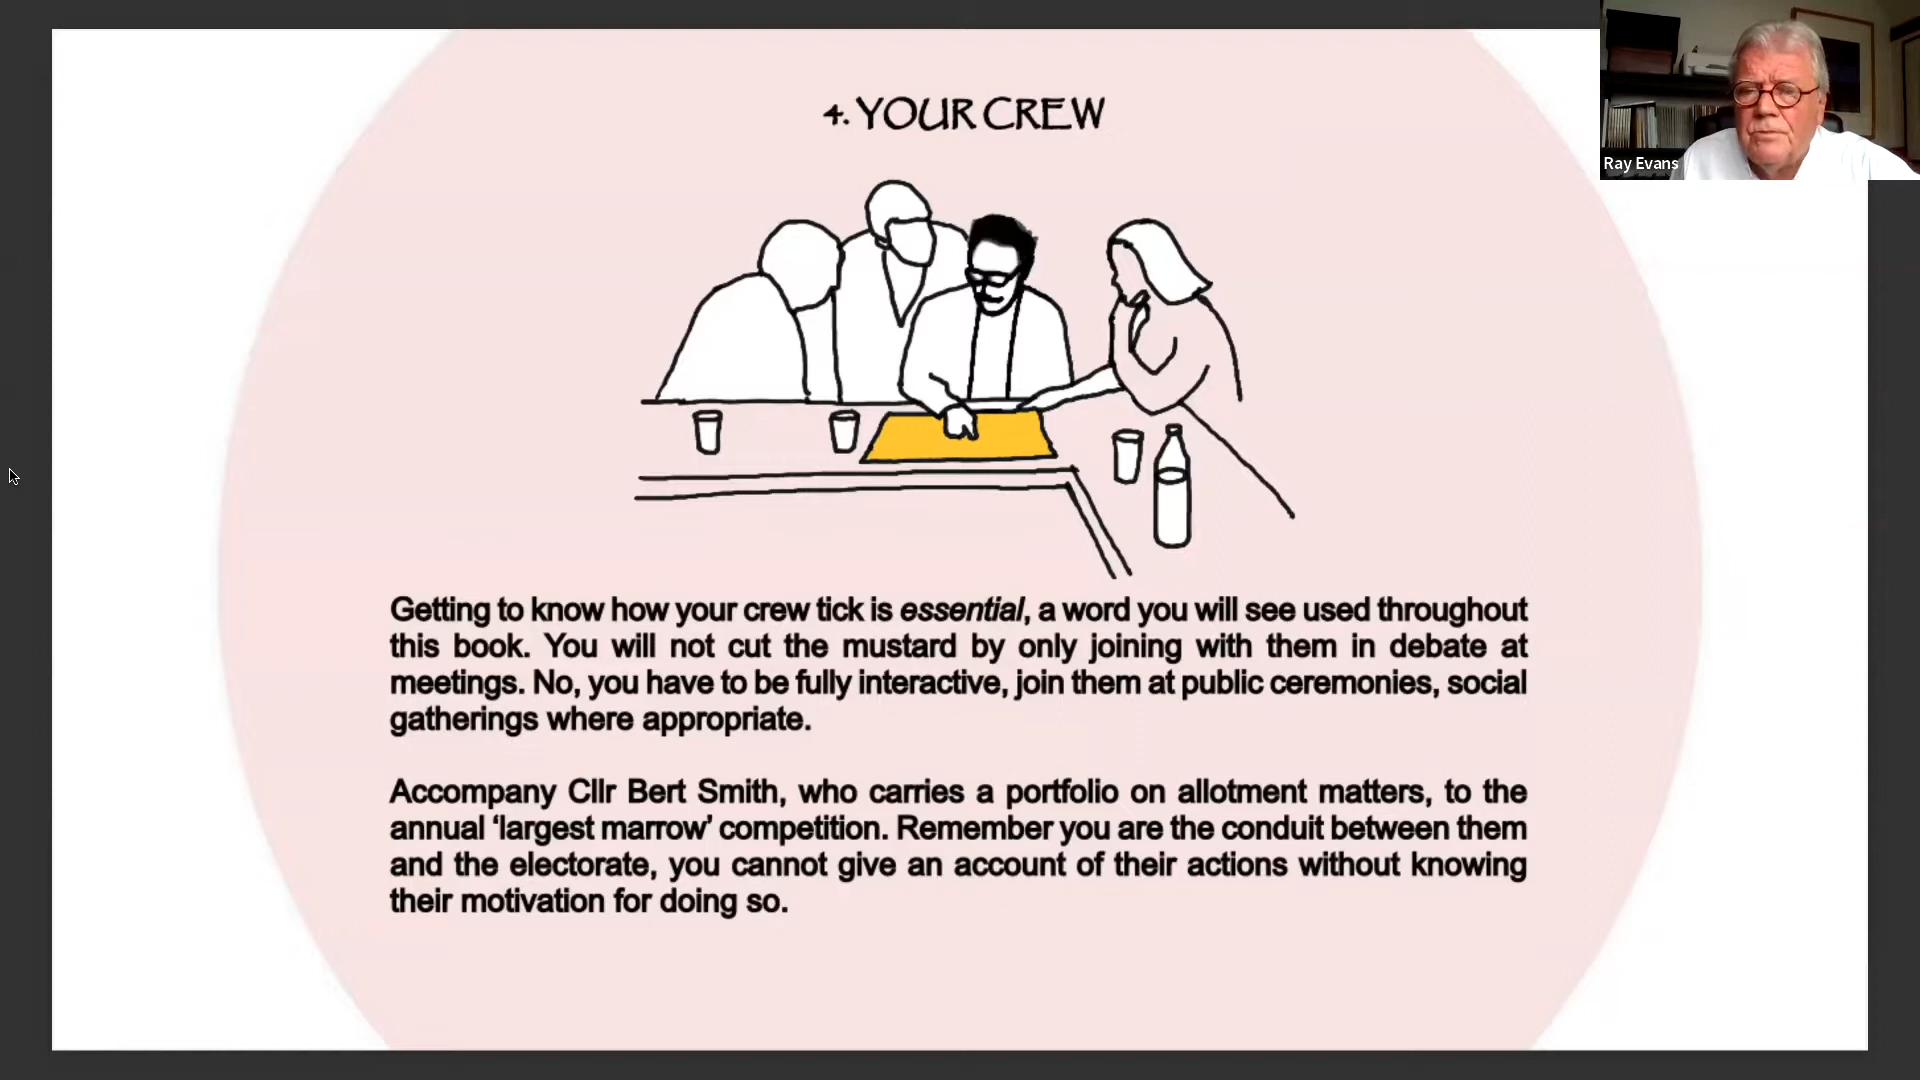 4. YOUR CREW
Ray Evans
Getting to know how your crew tick is essential, a word you will see used throughout
this book. You will not cut the mustard by only joining with them in debate at
meetings. No, you have to be fully interactive, join them at public ceremonies, social
gatherings where appropriate.
Accompany Cllr Bert Smith, who carries a portfolio on allotment matters, to the
annual ‘largest marrow’ competition. Remember you are the conduit between them
and the electorate, you cannot give an account of their actions without knowing
their motivation for doing so.